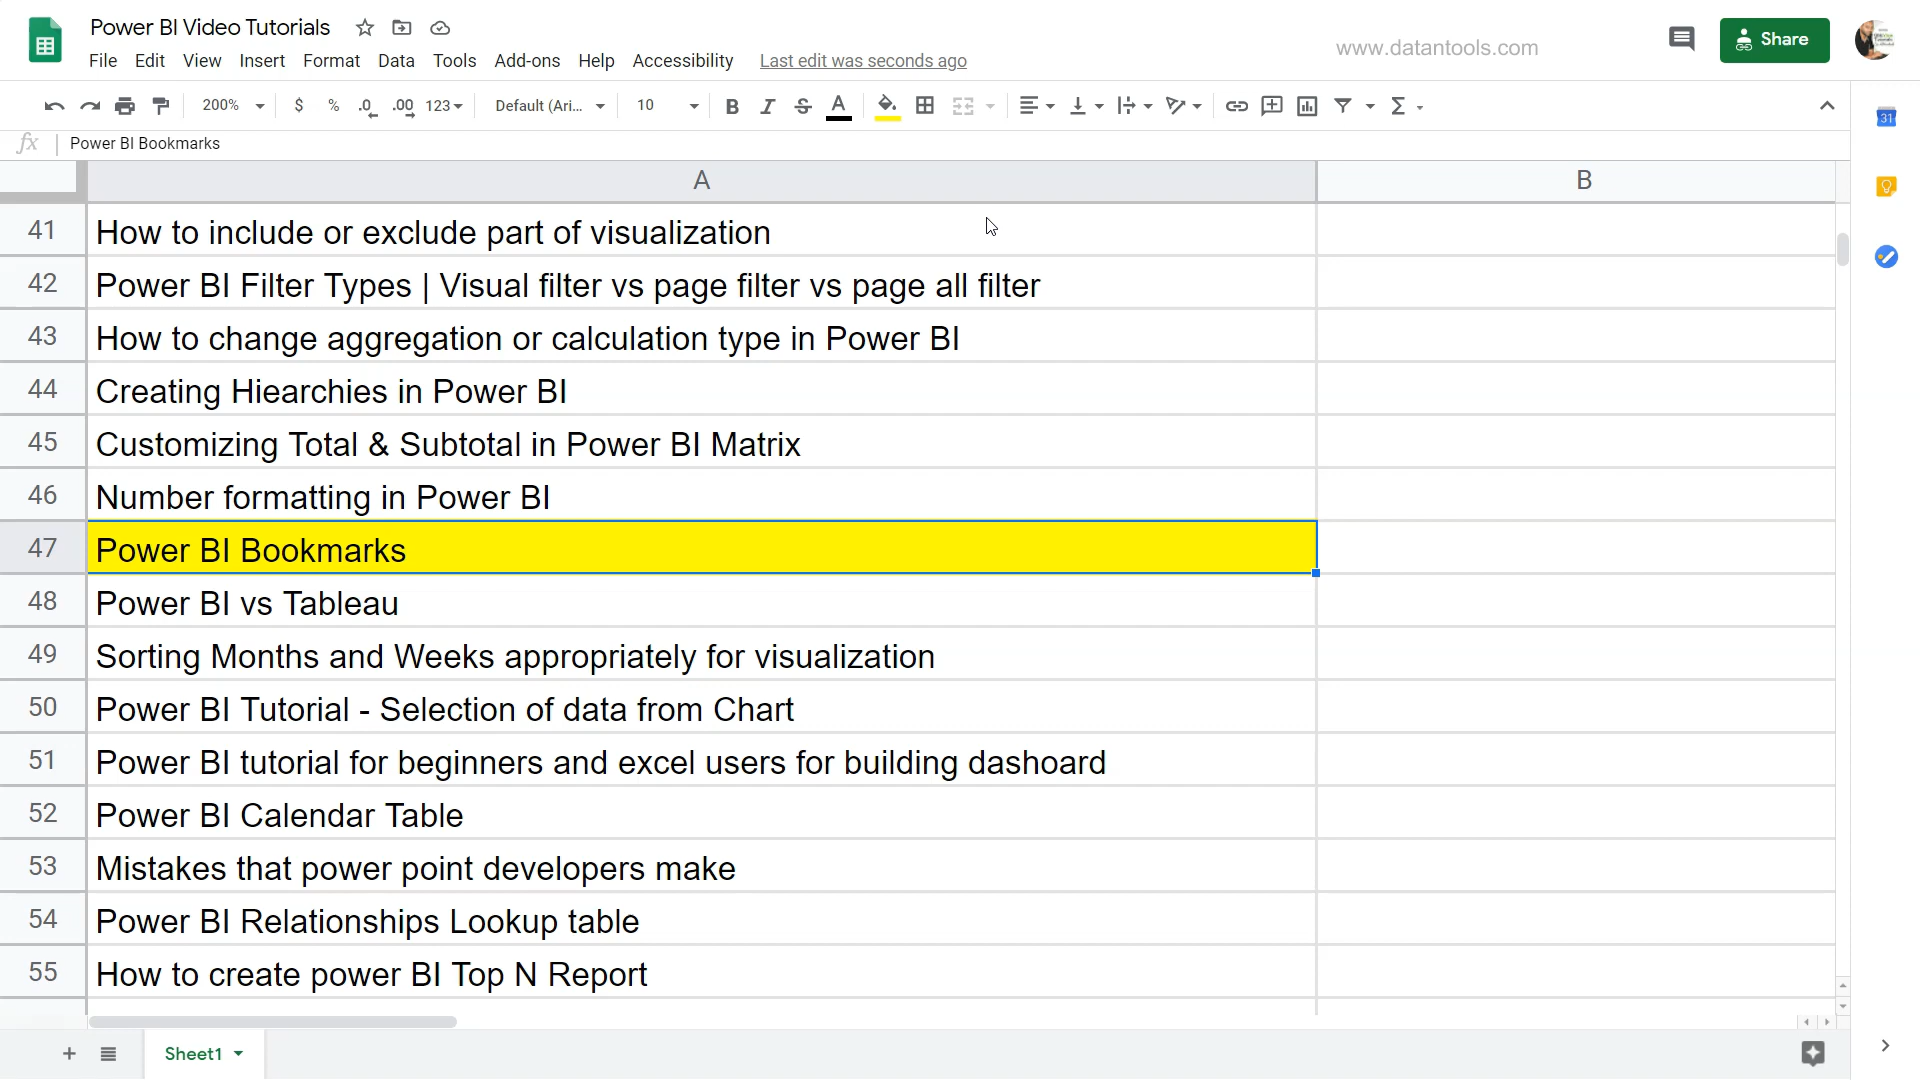 Power BI Video Tutorials
www.datantools.com
Share
File Edit View Insert Format Data Tools Add-ons Help Accessibility Last edit was seconds ago
200% $ % .0 .00 123 Default (Ari... 10 B I S A Σ
31
fx Power BI Bookmarks
A B
41 How to include or exclude part of visualization
42 Power BI Filter Types | Visual filter vs page filter vs page all filter
43 How to change aggregation or calculation type in Power BI
44 Creating Hiearchies in Power BI
45 Customizing Total & Subtotal in Power BI Matrix
46 Number formatting in Power BI
47 Power BI Bookmarks
48 Power BI vs Tableau
49 Sorting Months and Weeks appropriately for visualization
50 Power BI Tutorial - Selection of data from Chart
51 Power BI tutorial for beginners and excel users for building dashoard
52 Power BI Calendar Table
53 Mistakes that power point developers make
54 Power BI Relationships Lookup table
55 How to create power BI Top N Report
Sheet1